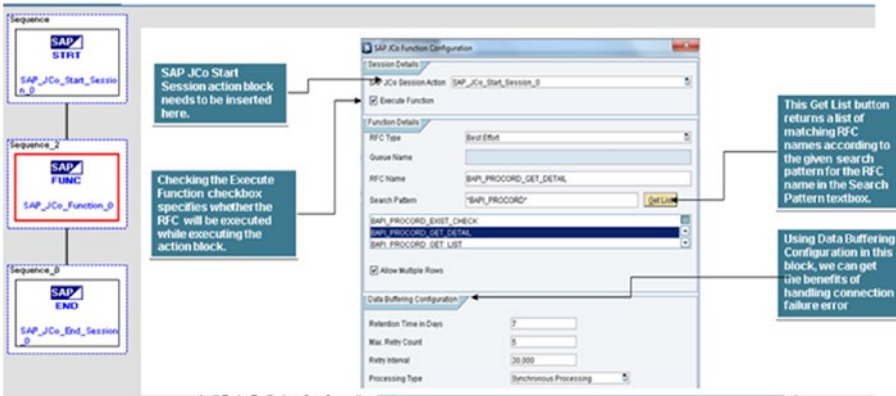 Sequence
SAP
STRT
SAP_JCo_Start_Sessio
n_0
Sequence_2
SAP
FUNC
SAP_JCo_Function_0
Sequence_0
SAP
END
SAP_JCo_End_Session
_0
SAP JCo Start
Session action block
needs to be inserted
here.
Checking the Execute
Function checkbox
specifies whether the
RFC will be executed
while executing the
action block.
SAP JCo Function Configuration
Session Details
SAP JCo Session Action SAP_JCo_Start_Session_0
Execute Function
Function Details
RFC Type Best Effort
Queue Name
RFC Name BAPI_PROCORD_GET_DETAIL
Search Pattern *BAPI_PROCORD* Get List
BAPI_PROCORD_EXIST_CHECK
BAPI_PROCORD_GET_DETAIL
BAPI_PROCORD_GET_LIST
Allow Multiple Rows
Data Buffering Configuration
Retention Time in Days 7
Max. Retry Count 5
Retry Interval 30,000
Processing Type Synchronous Processing
This Get List button
returns a list of
matching RFC
names according to
the given search
pattern for the RFC
name in the Search
Pattern textbox.
Using Data Buffering
Configuration in this
block, we can get
the benefits of
handling connection
failure error